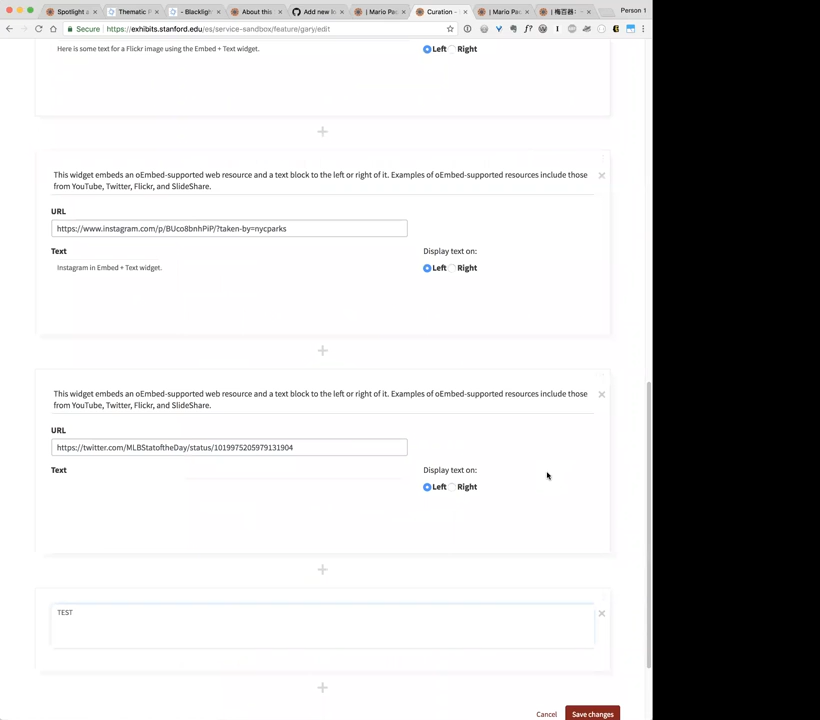 Spotlight a
Thematic P
- Blackligh
About this
Add new In
| Mario Pac
Curation -
| Mario Pac
| 梅百器:
Person 1
Secure
https://exhibits.stanford.edu/es/service-sandbox/feature/gary/edit
Here is some text for a Flickr image using the Embed + Text widget.
Left Right
This widget embeds an oEmbed-supported web resource and a text block to the left or right of it. Examples of oEmbed-supported resources include those
from YouTube, Twitter, Flickr, and SlideShare.
URL
https://www.instagram.com/p/BUco8bnhPiP/?taken-by=nycparks
Text
Display text on:
Instagram in Embed + Text widget.
Left Right
This widget embeds an oEmbed-supported web resource and a text block to the left or right of it. Examples of oEmbed-supported resources include those
from YouTube, Twitter, Flickr, and SlideShare.
URL
https://twitter.com/MLBStatoftheDay/status/1019975205979131904
Text
Display text on:
Left Right
TEST
Cancel
Save changes